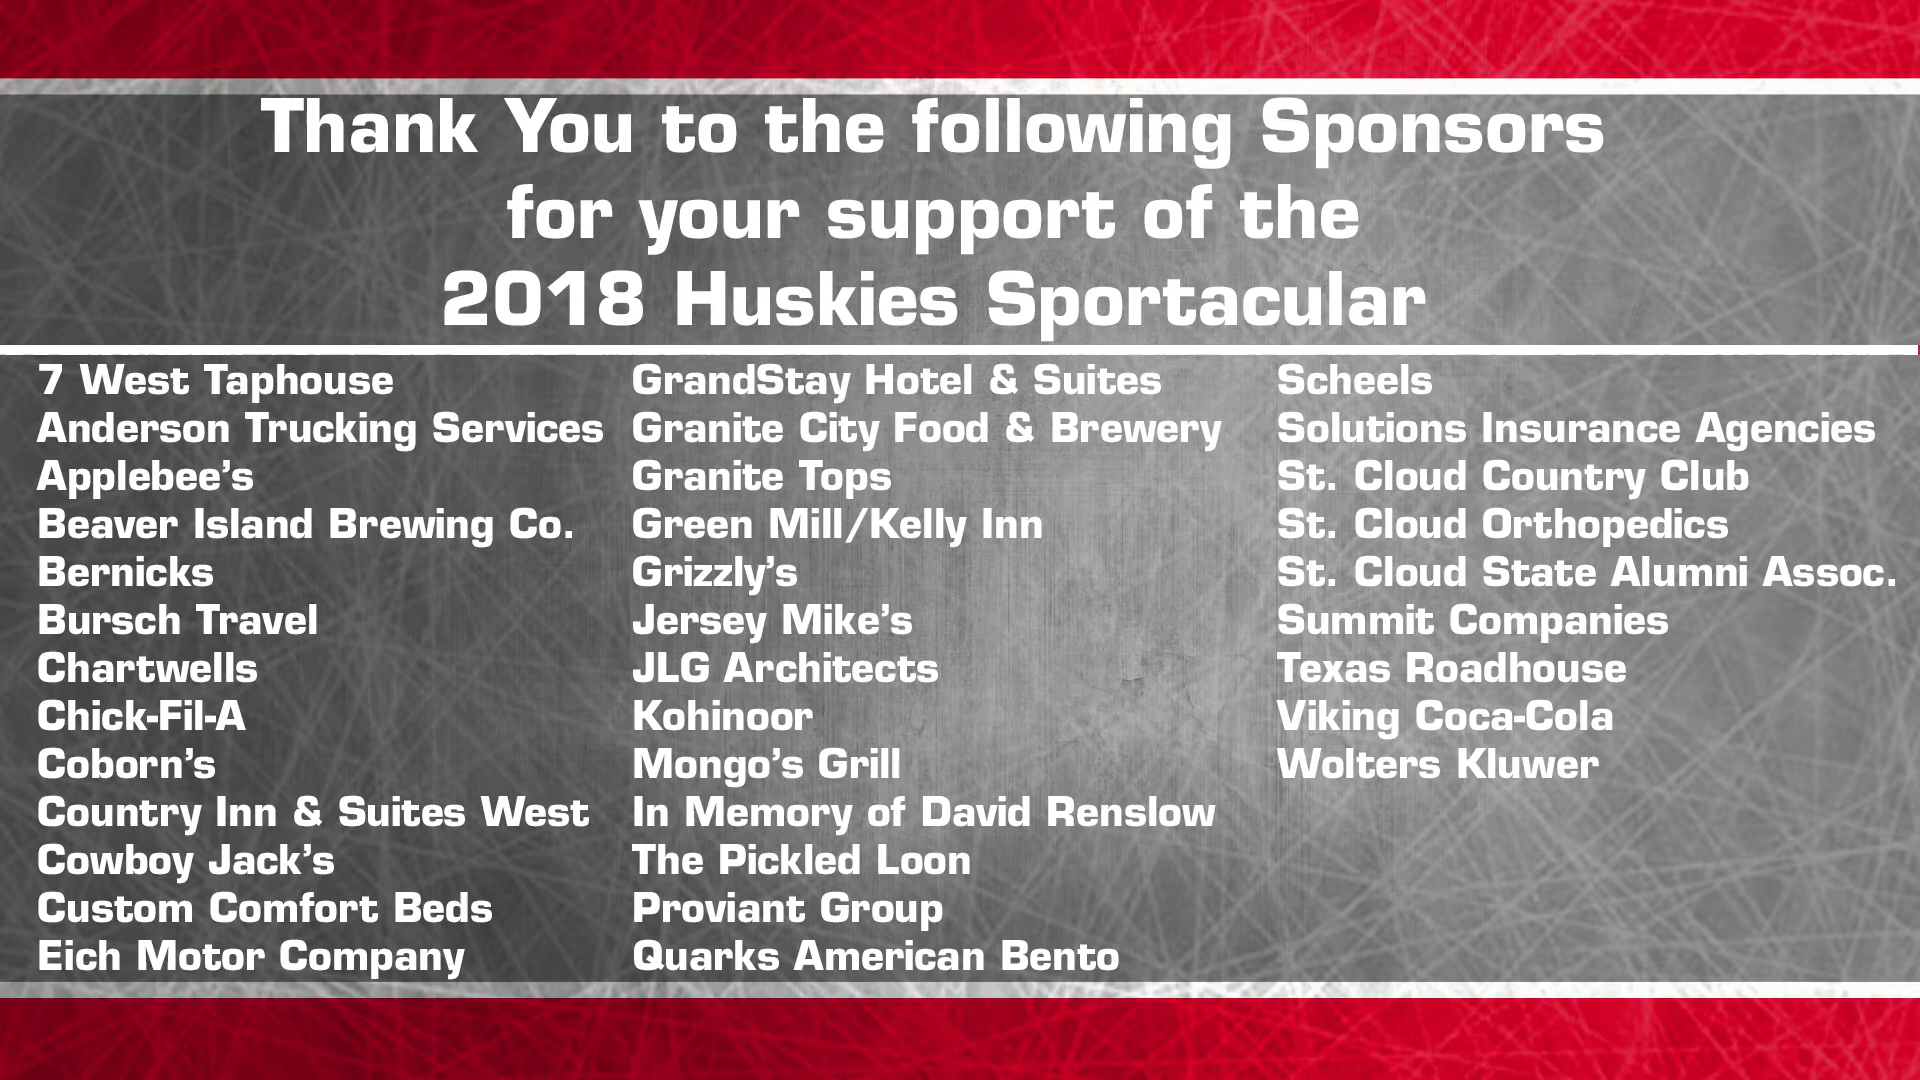 Thank You to the following Sponsors
for your support of the
2018 Huskies Sportacular
7 West Taphouse
Anderson Trucking Services
Applebee's
Beaver Island Brewing Co.
Bernicks
Bursch Travel
Chartwells
Chick-Fil-A
Coborn's
Country Inn & Suites West
Cowboy Jack's
Custom Comfort Beds
Eich Motor Company
GrandStay Hotel & Suites
Granite City Food & Brewery
Granite Tops
Green Mill/Kelly Inn
Grizzly's
Jersey Mike's
JLG Architects
Kohinoor
Mongo's Grill
In Memory of David Renslow
The Pickled Loon
Proviant Group
Quarks American Bento
Scheels
Solutions Insurance Agencies
St. Cloud Country Club
St. Cloud Orthopedics
St. Cloud State Alumni Assoc.
Summit Companies
Texas Roadhouse
Viking Coca-Cola
Wolters Kluwer